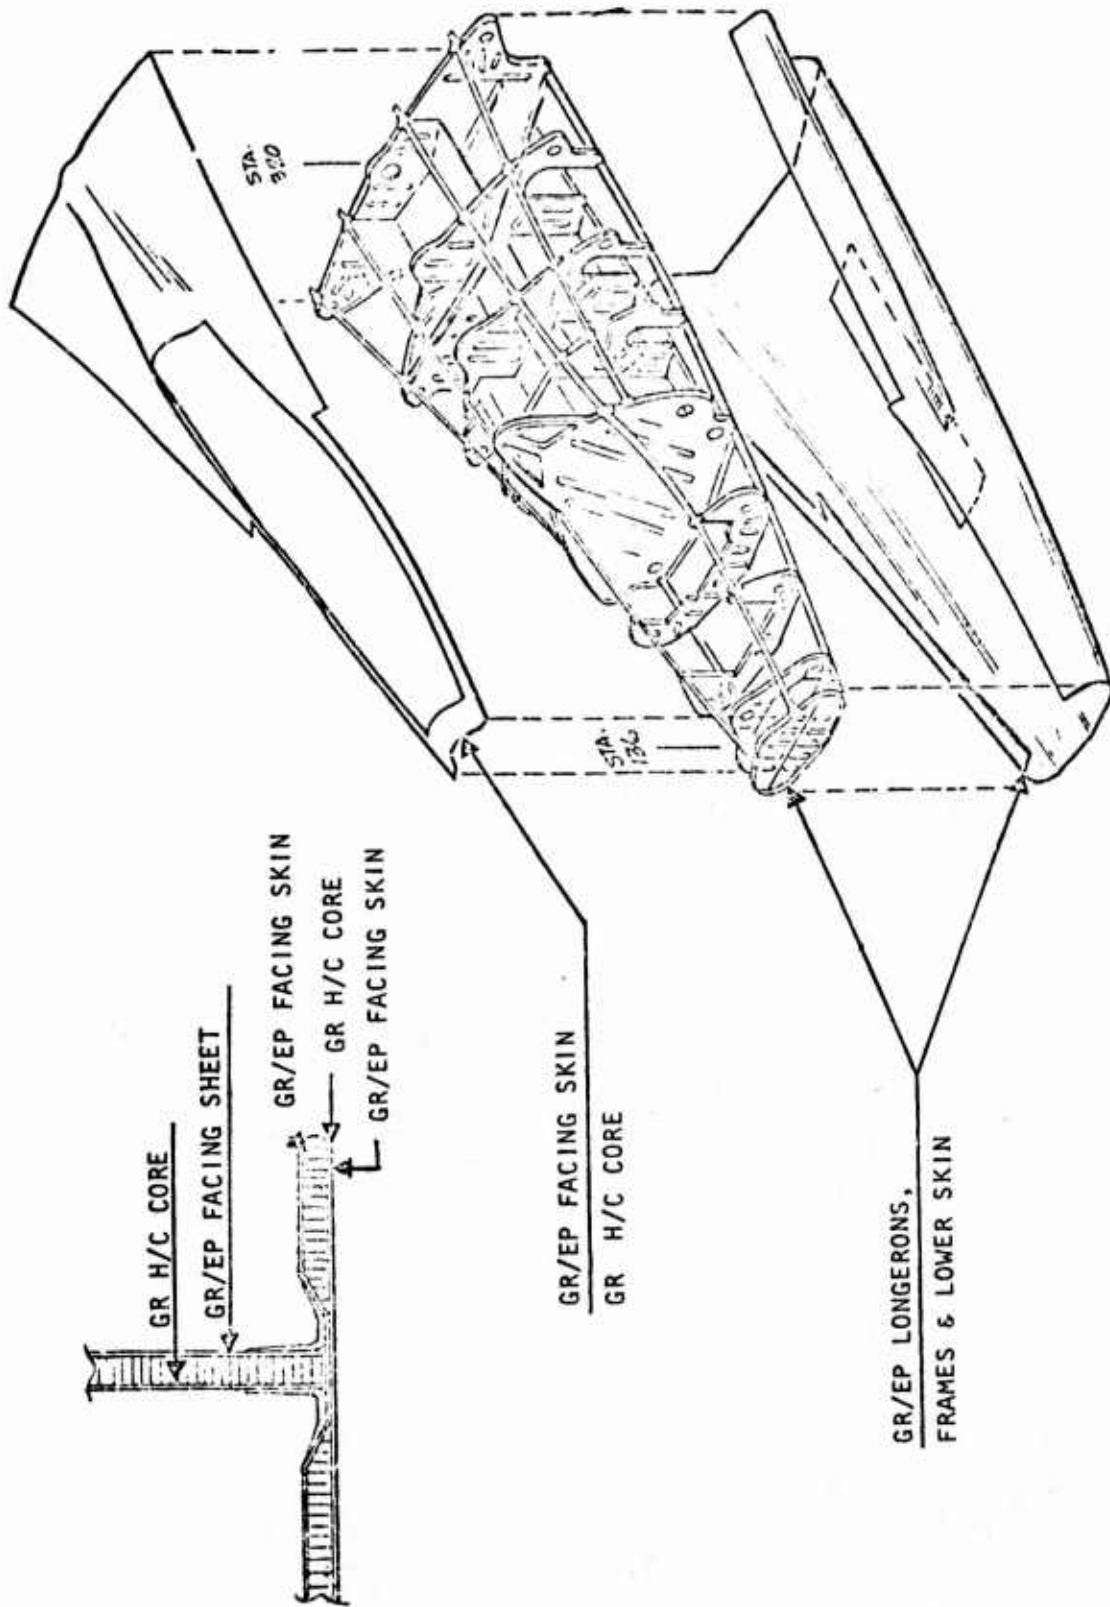 GR H/C CORE
GR/EP FACING SHEET
GR/EP FACING SKIN
GR H/C CORE
GR/EP FACING SKIN
STA.
STA.
136
GR/EP FACING SKIN
GR H/C CORE
GR/EP LONGERONS,
FRAMES & LOWER SKIN